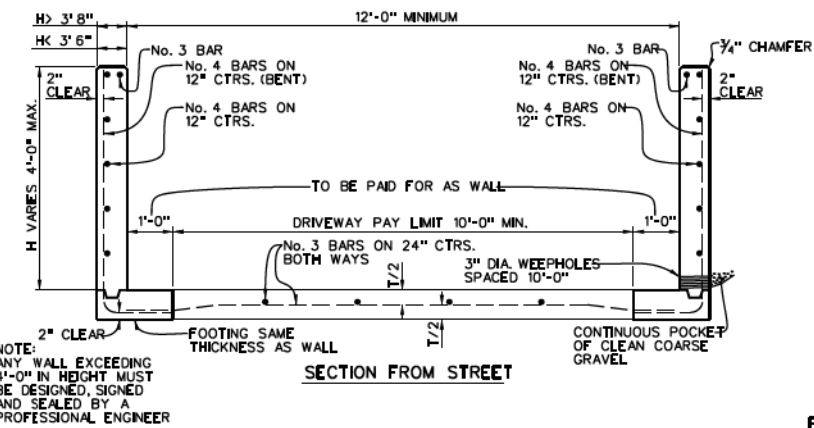 H> 3'8"
12'-0" MINIMUM
H< 3'6"
No. 3 BAR
No. 3 BAR
3/4" CHAMFER
2"
CLEAR
No. 4 BARS ON
12" CTRS. (BENT)
No. 4 BARS ON
12" CTRS. (BENT)
2"
CLEAR
No. 4 BARS ON
12" CTRS.
No. 4 BARS ON
12" CTRS.
H VARIES 4'-0" MAX.
TO BE PAID FOR AS WALL
1'-0"
DRIVEWAY PAY LIMIT 10'-0" MIN.
1'-0"
No. 3 BARS ON 24" CTRS.
BOTH WAYS
T/2
3" DIA. WEEPHOLES
SPACED 10'-0"
T/2
2" CLEAR
FOOTING SAME
THICKNESS AS WALL
CONTINUOUS POCKET
OF CLEAN COARSE
GRAVEL
NOTE:
ANY WALL EXCEEDING
4'-0" IN HEIGHT MUST
BE DESIGNED, SIGNED
AND SEALED BY A
PROFESSIONAL ENGINEER
SECTION FROM STREET